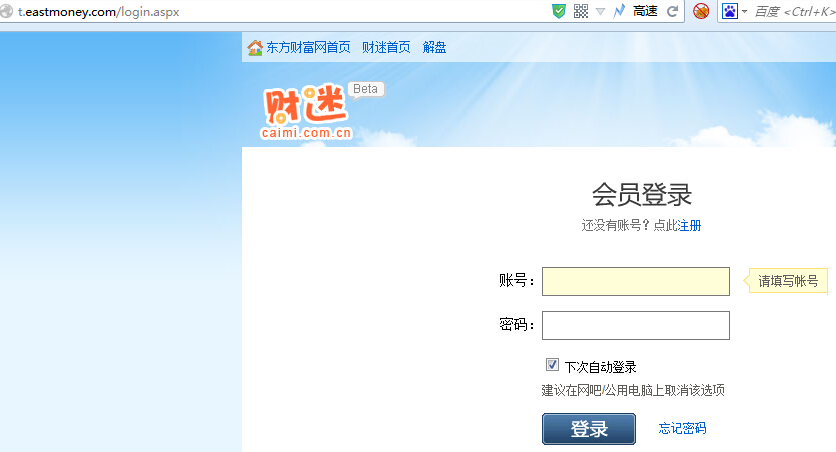 t.eastmoney.com/login.aspx 高速 百度 <Ctrl+K>
东方财富网首页 财迷首页 解盘
财迷 Beta
caimi.com.cn
会员登录
还没有账号？点此注册
账号： 请填写帐号
密码：
下次自动登录
建议在网吧/公用电脑上取消该选项
登录 忘记密码